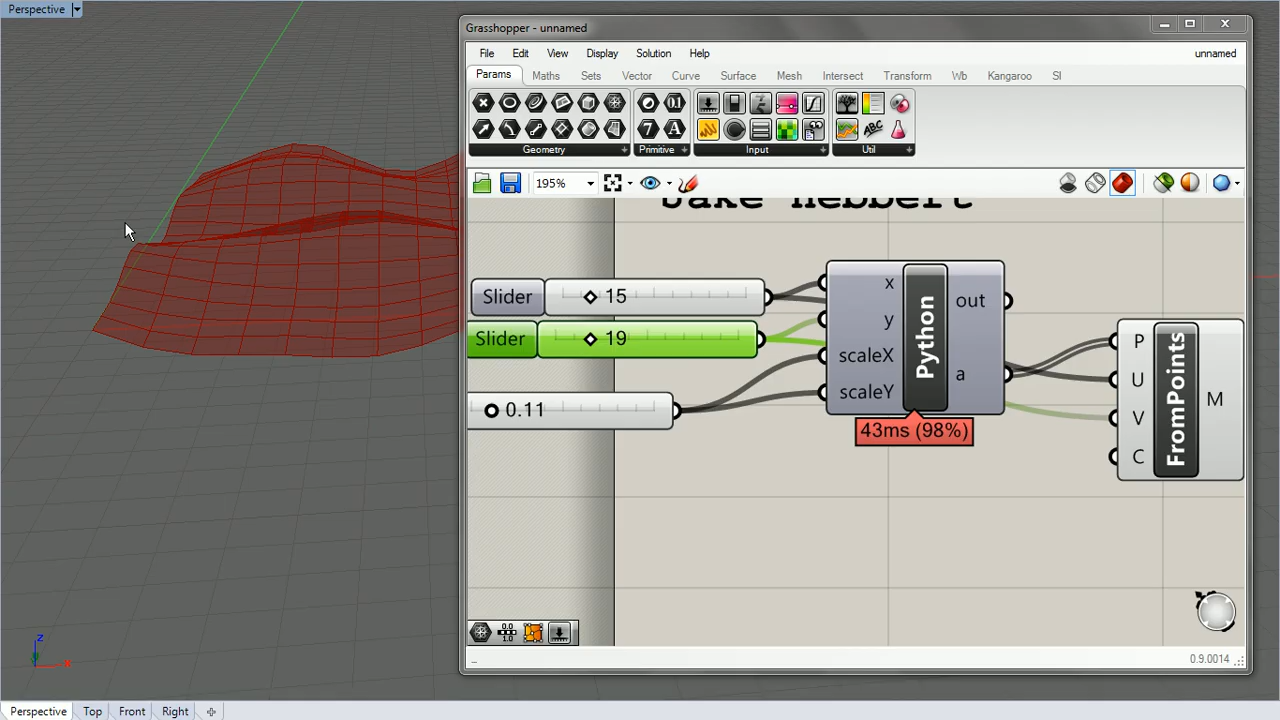 Perspective
Grasshopper - unnamed
File Edit View Display Solution Help unnamed
Params Maths Sets Vector Curve Surface Mesh Intersect Transform Wb Kangaroo SI
Geometry Primitive Input Util
195%
Jake Hebbert
Slider 15
Slider 19
0.11
x
y
scaleX
scaleY
Python
out
a
43ms (98%)
P
U
V
C
FromPoints
M
0.9.0014
z
Perspective Top Front Right